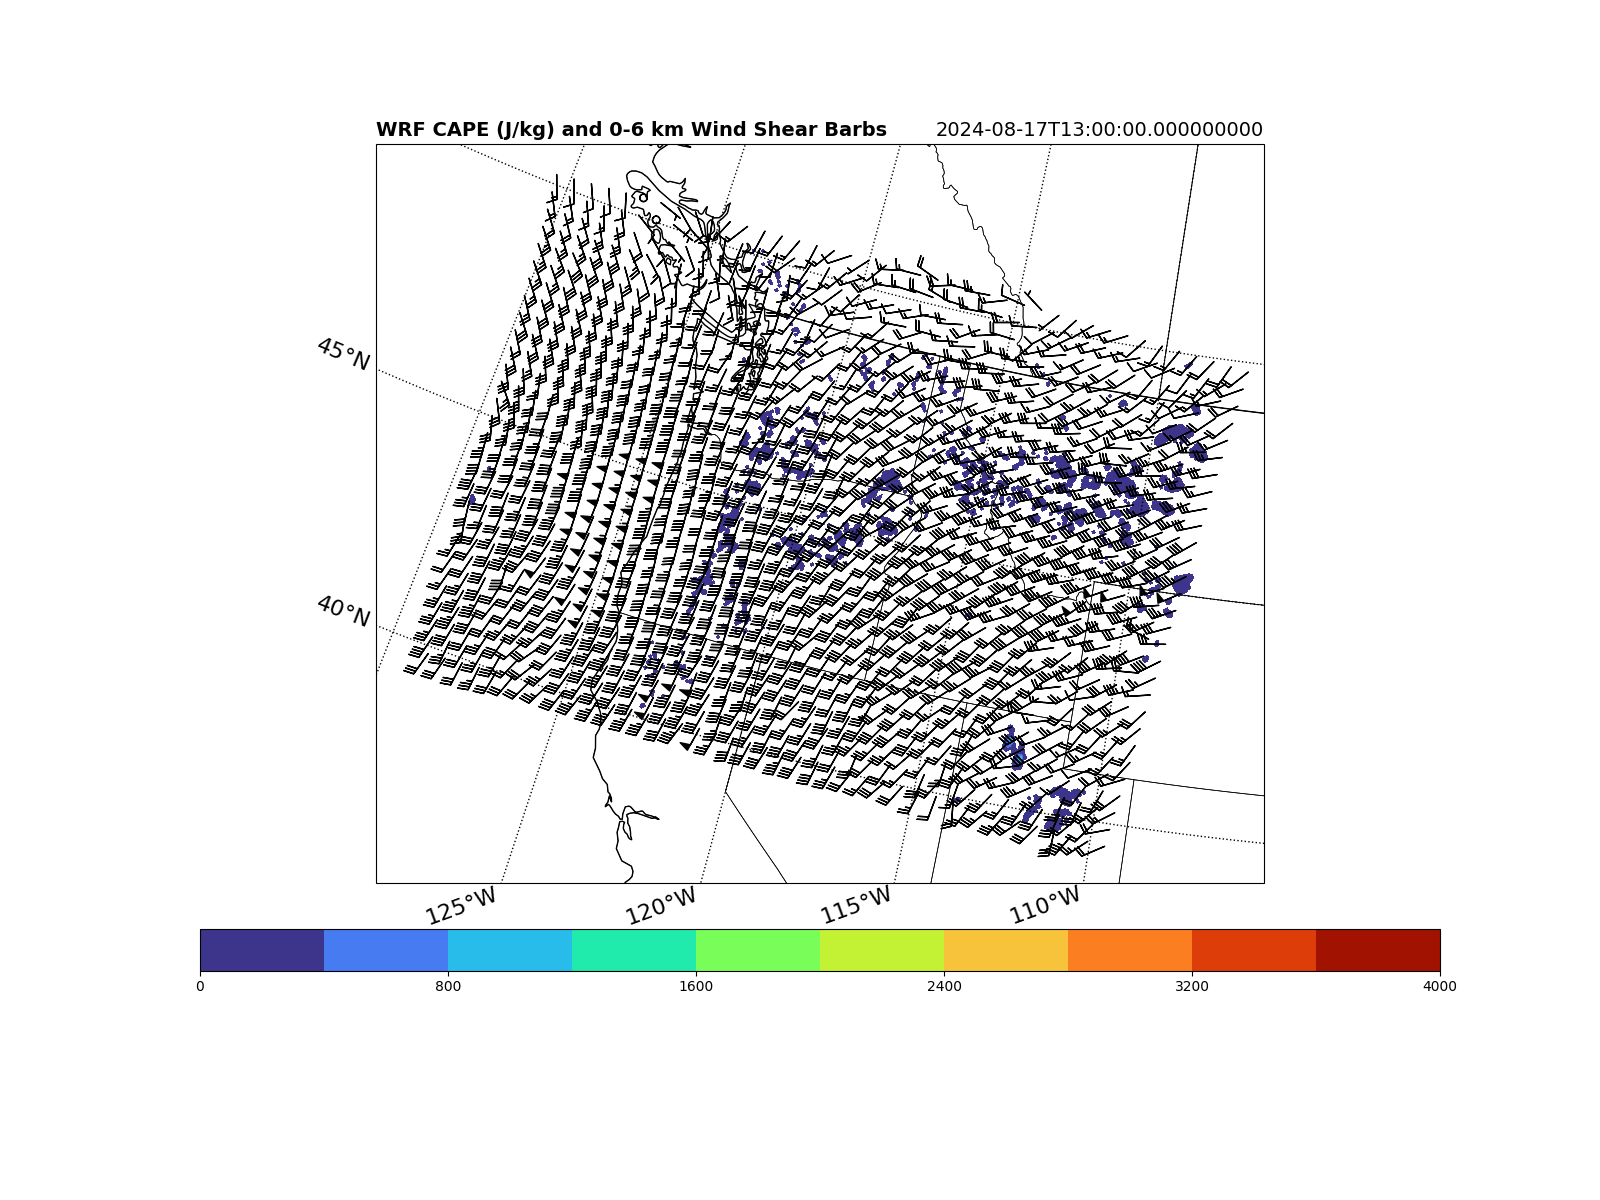 WRF CAPE (J/kg) and 0-6 km Wind Shear Barbs 2024-08-17T13:00:00.000000000
45°N
40°N
125°W 120°W 115°W 110°W
0 800 1600 2400 3200 4000